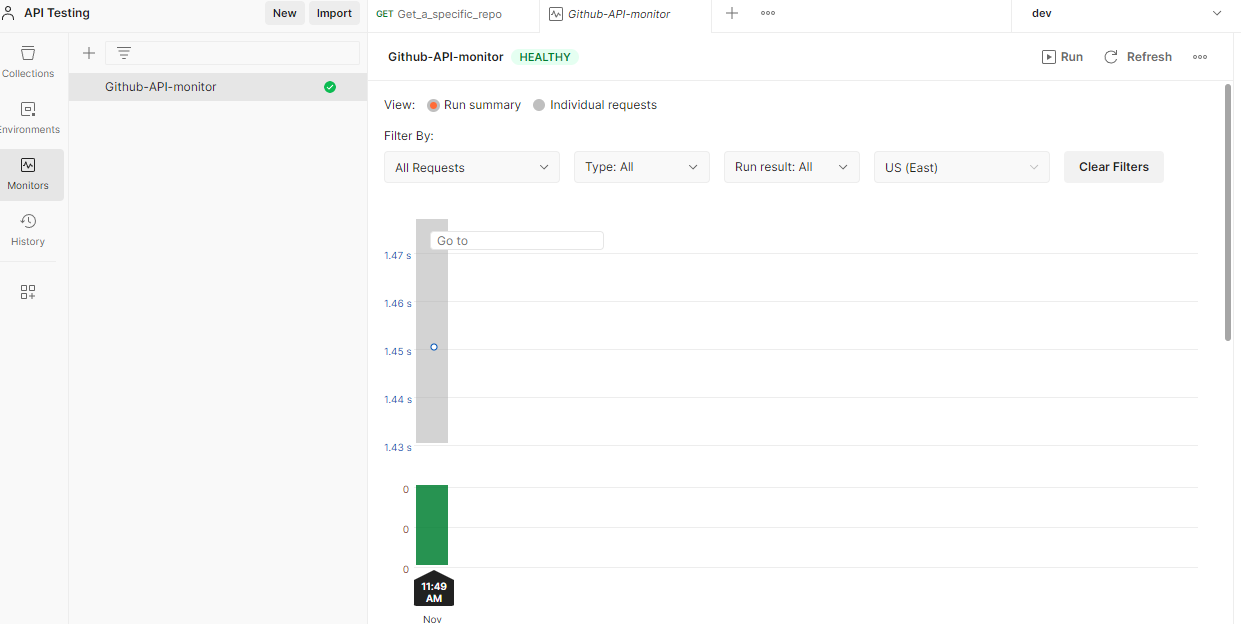 API Testing
New
Import
GET Get_a_specific_repo
Github-API-monitor
dev
Collections
Environments
Monitors
History
Github-API-monitor
Github-API-monitor
HEALTHY
Run
Refresh
View:
Run summary
Individual requests
Filter By:
All Requests
Type: All
Run result: All
US (East)
Clear Filters
Go to
1.47 s
1.46 s
1.45 s
1.44 s
1.43 s
0
0
0
11:49
AM
Nov